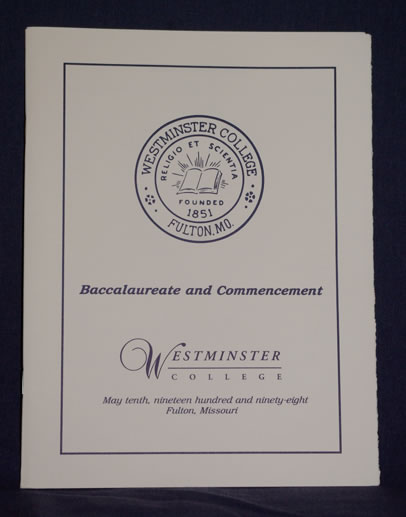 WESTMINSTER COLLEGE
RELIGIO ET SCIENTIA
FOUNDED
1851
FULTON, MO.
Baccalaureate and Commencement
WESTMINSTER
COLLEGE
May tenth, nineteen hundred and ninety-eight
Fulton, Missouri